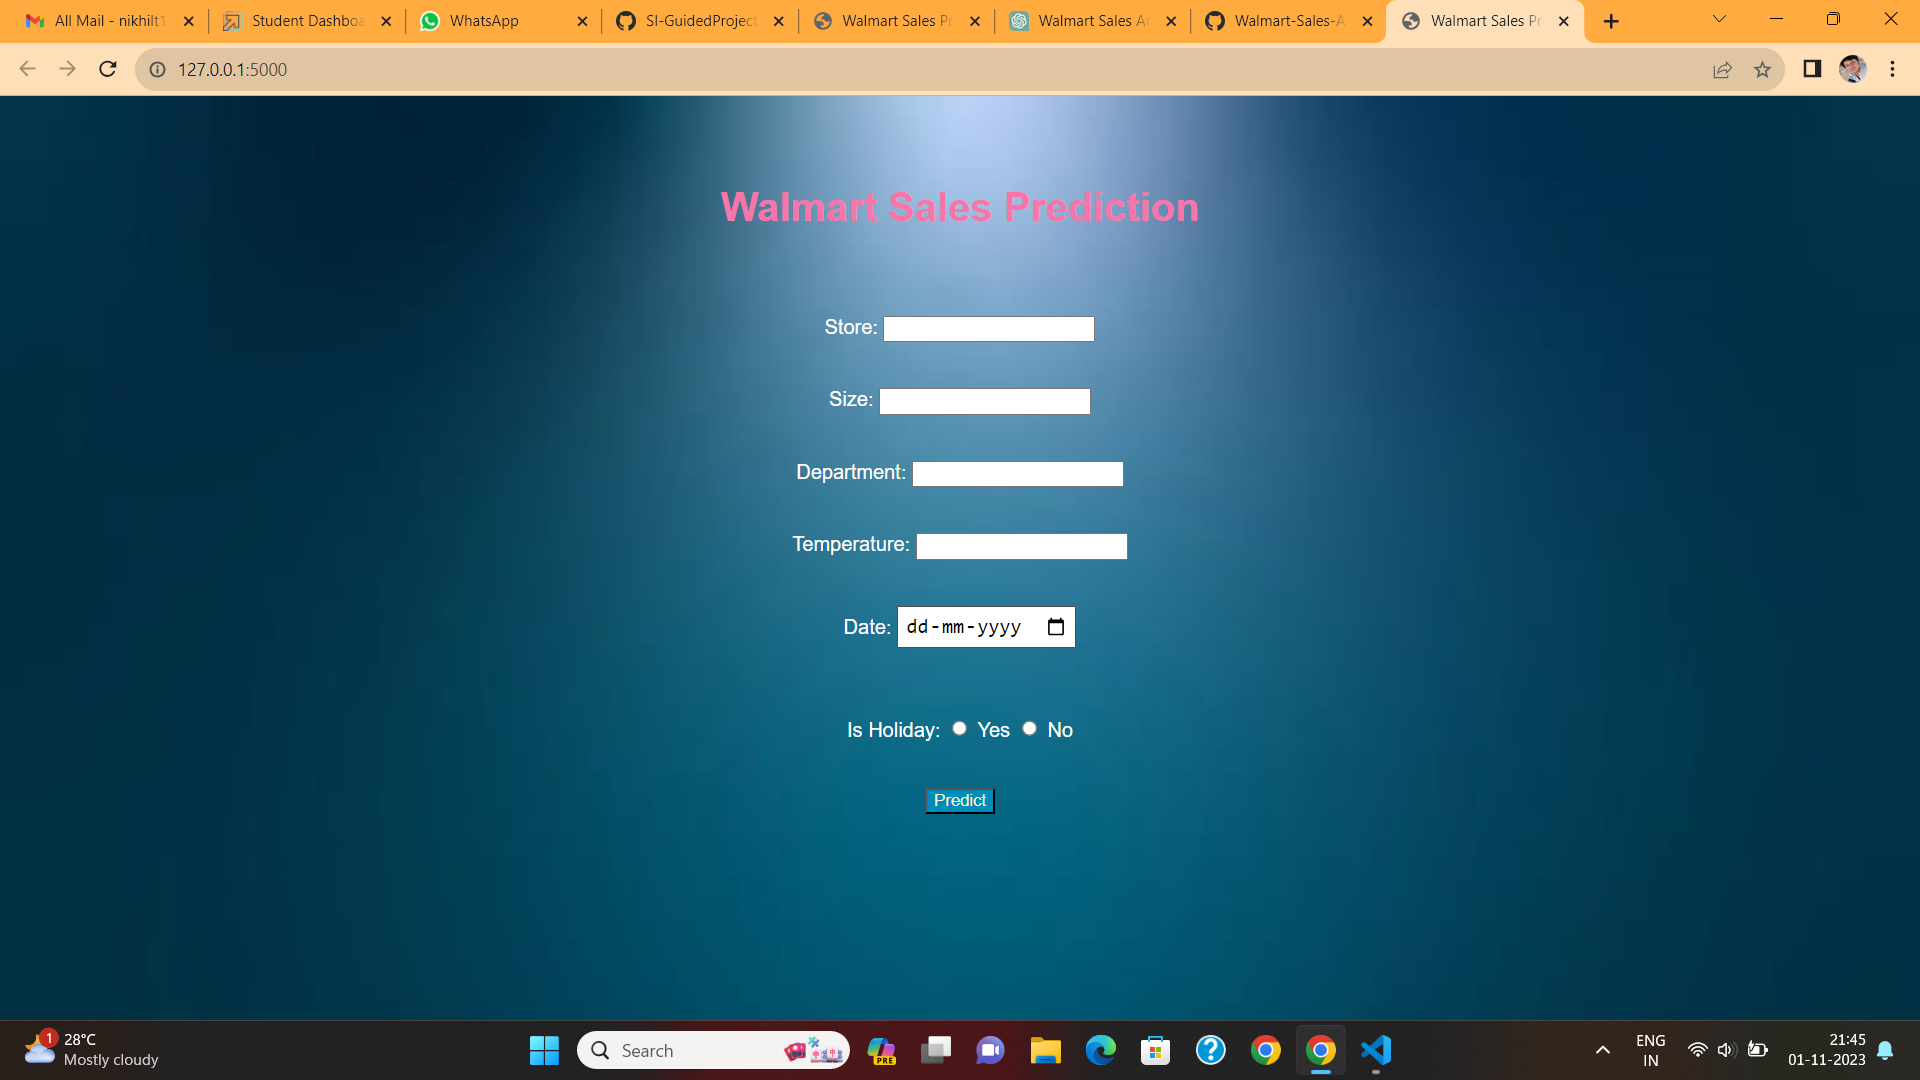 All Mail - nikhilt1
Student Dashboa
WhatsApp
SI-GuidedProject
Walmart Sales Pr
Walmart Sales An
Walmart-Sales-A
Walmart Sales Pr
127.0.0.1:5000
Walmart Sales Prediction
Store:
Size:
Department:
Temperature:
Date: dd-mm-yyyy
Is Holiday: Yes No
Predict
1
28°C
Mostly cloudy
Search
PRE
ENG
IN
21:45
01-11-2023